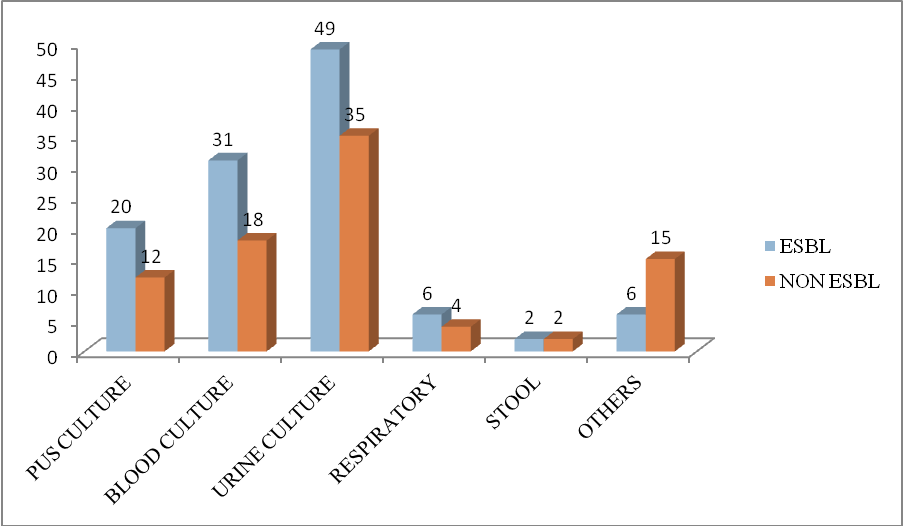 49
50
45
40
35
30
25
20
15
10
5
0
20
12
31
18
35
6
4
2
2
6
15
ESBL
NON ESBL
PUS CULTURE
BLOOD CULTURE
URINE CULTURE
RESPIRATORY
STOOL
OTHERS